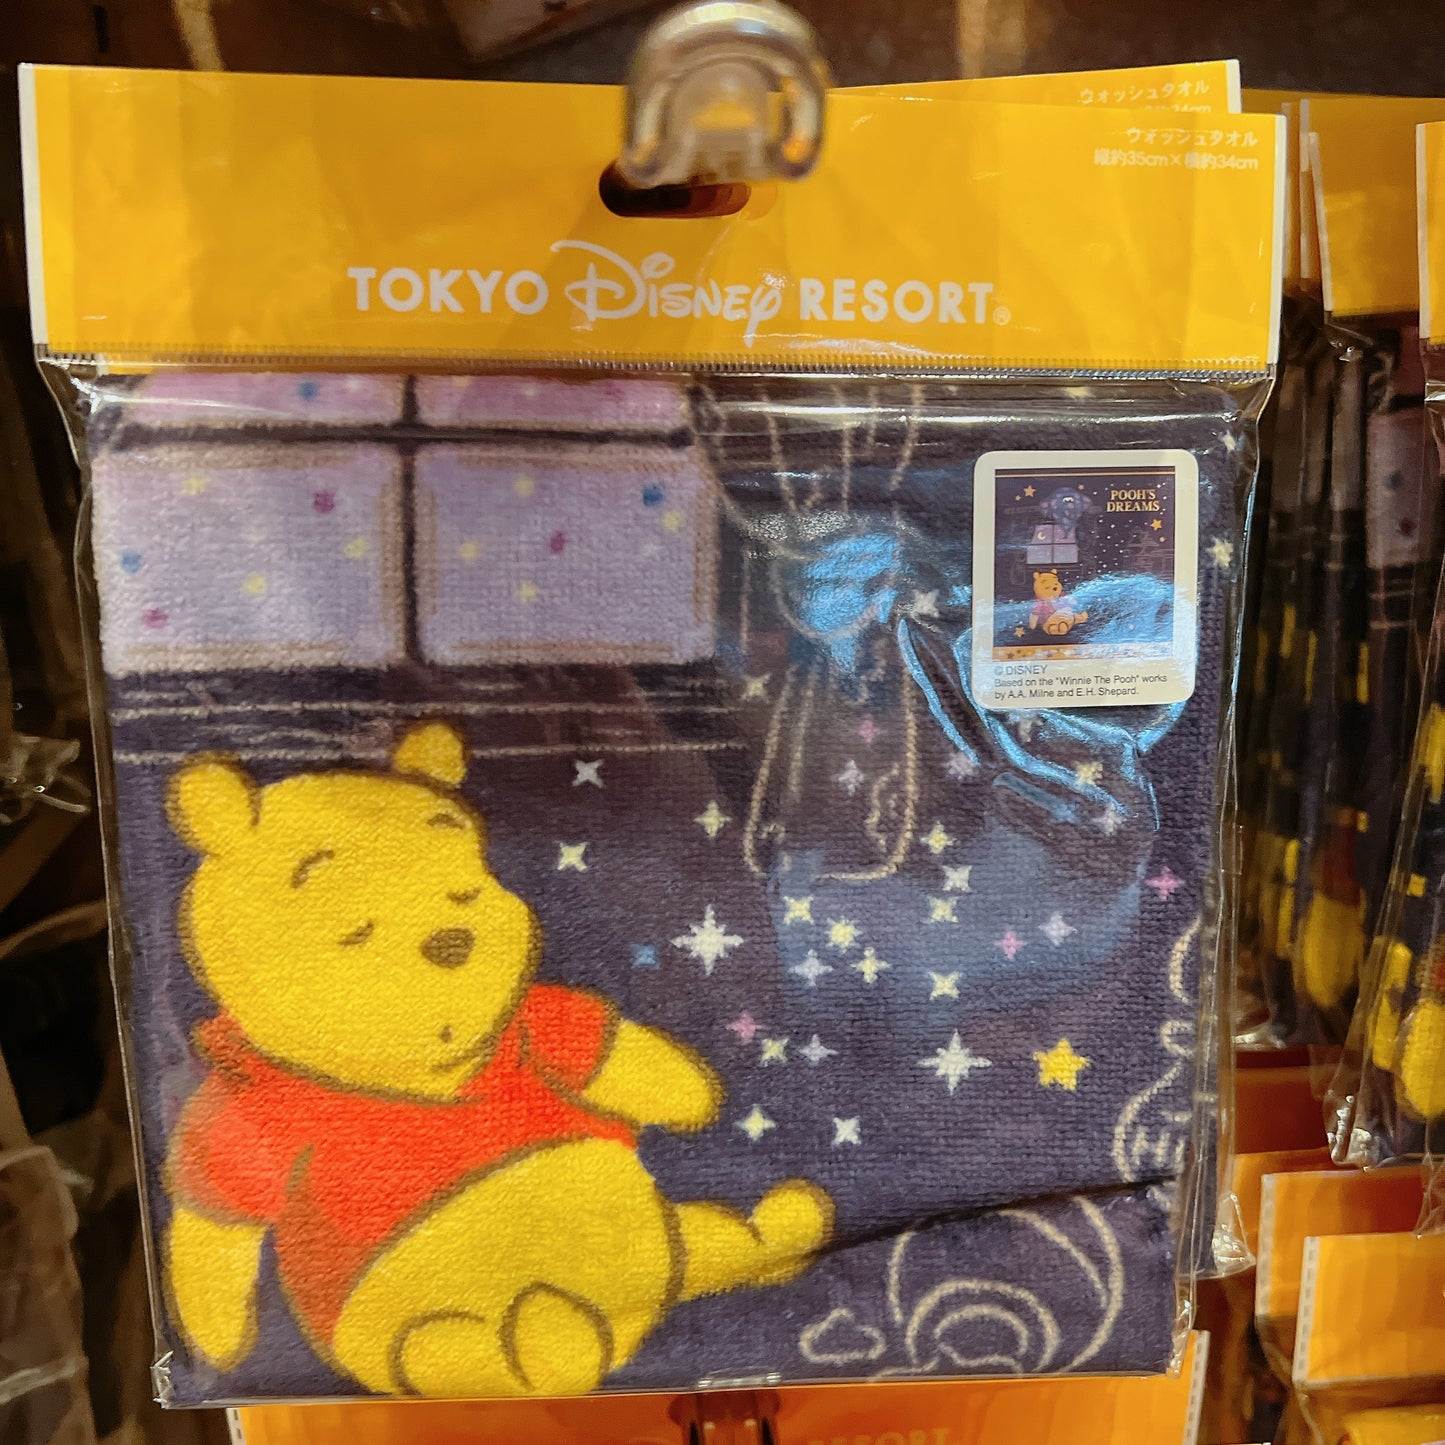 ウォッシュタオル
ウォッシュタオル
縦約35cm×横約34cm
TOKYO Disney RESORT®
POOH'S
DREAMS
© DISNEY
Based on the "Winnie The Pooh" works
by A.A. Milne and E.H. Shepard.
RESORT